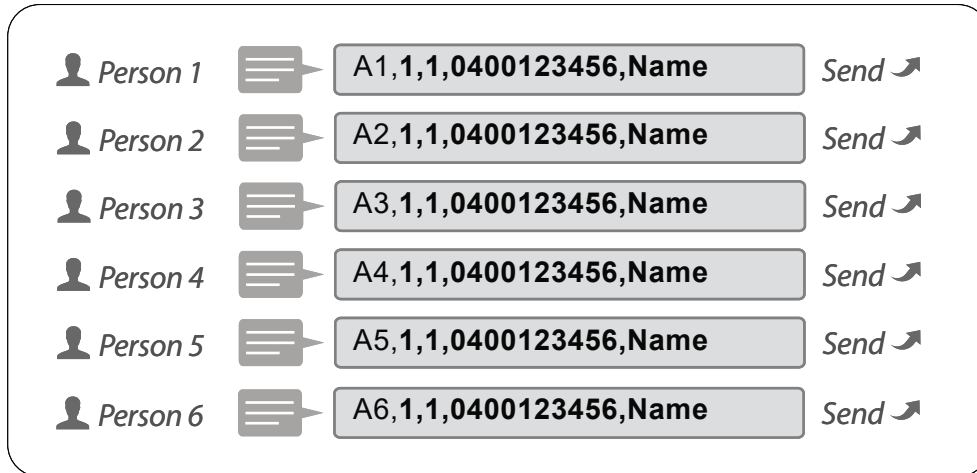 Person 1 A1,1,1,0400123456,Name Send
Person 2 A2,1,1,0400123456,Name Send
Person 3 A3,1,1,0400123456,Name Send
Person 4 A4,1,1,0400123456,Name Send
Person 5 A5,1,1,0400123456,Name Send
Person 6 A6,1,1,0400123456,Name Send